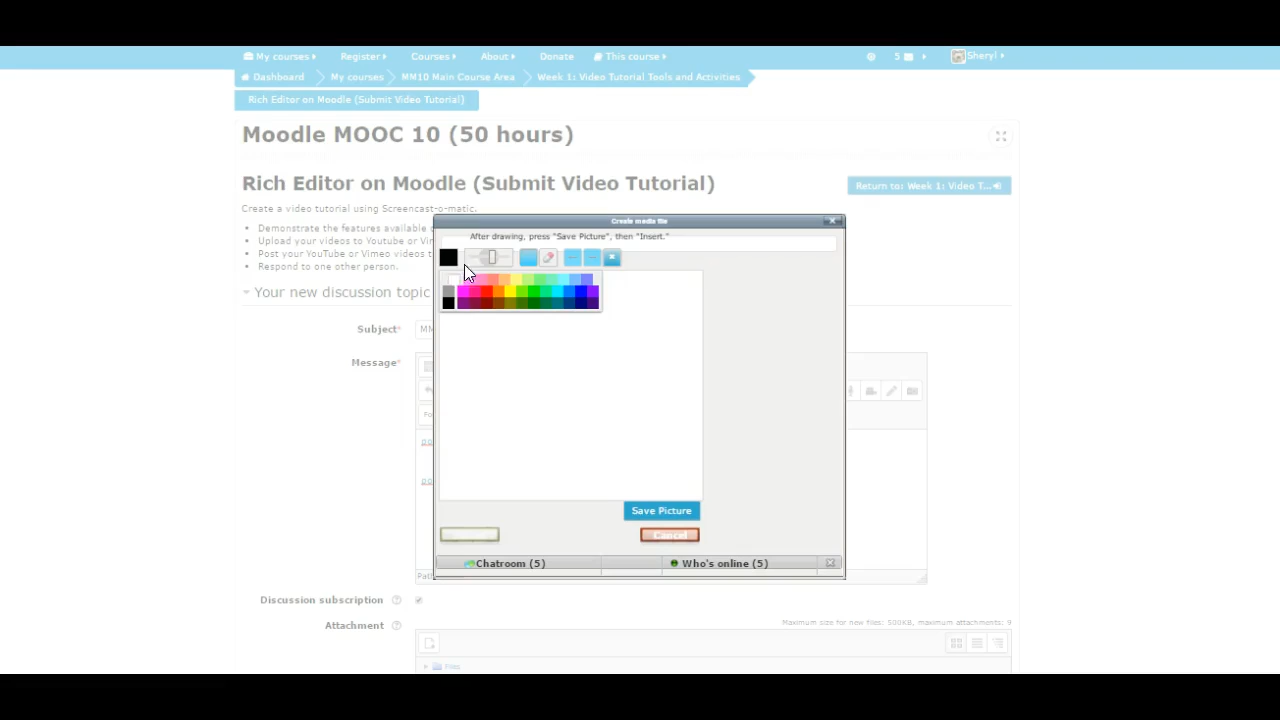 My courses Register Courses About Donate This course 5 Sheryl
Dashboard My courses MM10 Main Course Area Week 1: Video Tutorial Tools and Activities
Rich Editor on Moodle (Submit Video Tutorial)
Moodle MOOC 10 (50 hours)
Rich Editor on Moodle (Submit Video Tutorial)
Return to: Week 1: Video T...
Create a video tutorial using Screencast-o-matic.
Demonstrate the features available
Upload your videos to Youtube or
Post your YouTube or Vimeo videos
Respond to one other person.
Your new discussion topic
Create media file
After drawing, press "Save Picture", then "Insert."
Subject*
Message*
Save Picture
Cancel
Chatroom (5) Who's online (5)
Discussion subscription
Attachment
Maximum size for new files: 500KB, maximum attachments: 9
Files